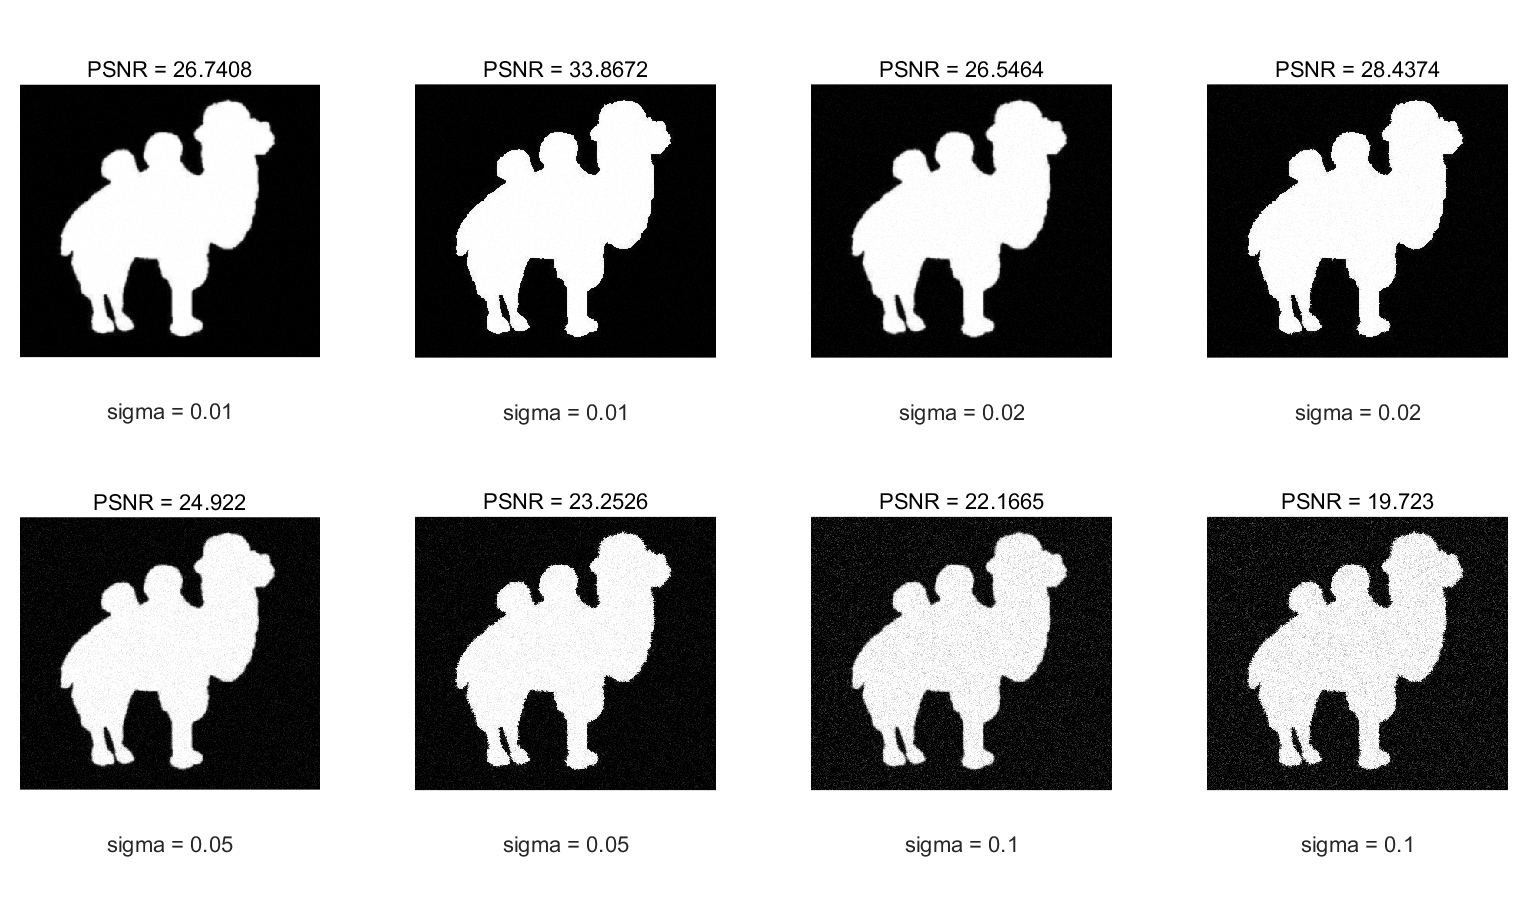 PSNR = 26.7408
PSNR = 33.8672
PSNR = 26.5464
PSNR = 28.4374
sigma = 0.01
sigma = 0.01
sigma = 0.02
sigma = 0.02
PSNR = 24.922
PSNR = 23.2526
PSNR = 22.1665
PSNR = 19.723
sigma = 0.05
sigma = 0.05
sigma = 0.1
sigma = 0.1